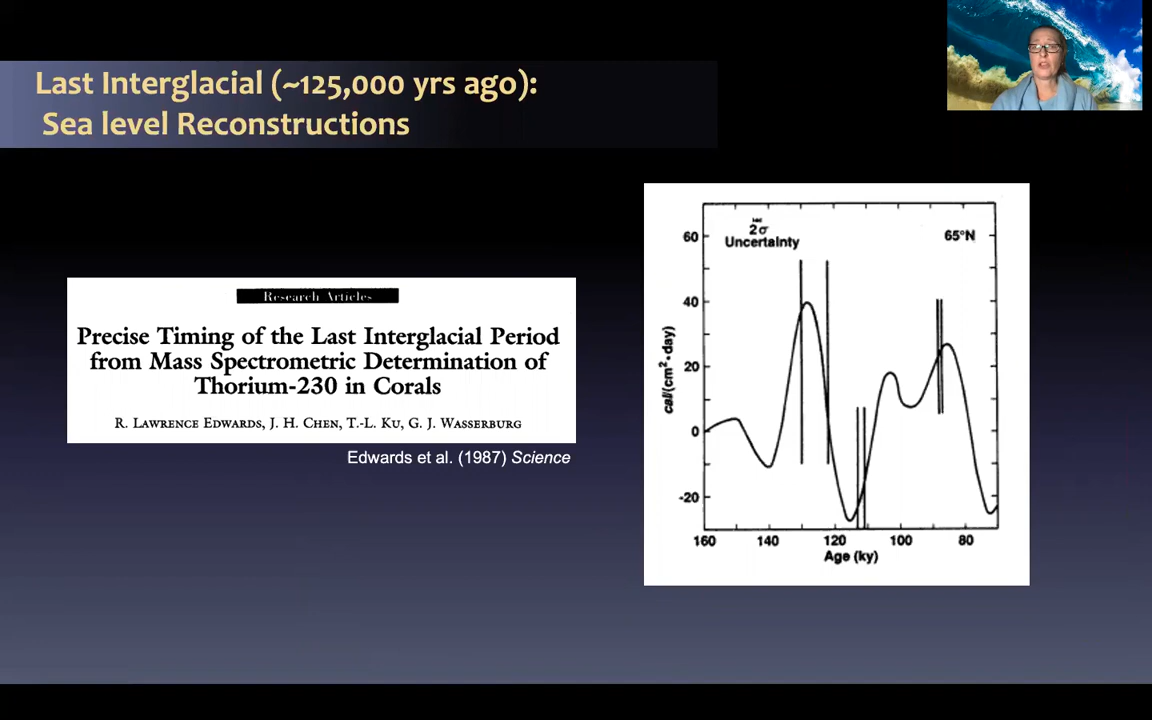 Last Interglacial (~125,000 yrs ago):
Sea level Reconstructions
Research Articles
Precise Timing of the Last Interglacial Period
from Mass Spectrometric Determination of
Thorium-230 in Corals
R. Lawrence Edwards, J. H. Chen, T.-L. Ku, G. J. Wasserburg
Edwards et al. (1987) Science
2σ
Uncertainty
65°N
60
40
20
0
-20
cal/(cm²•day)
160 140 120 100 80
Age (ky)